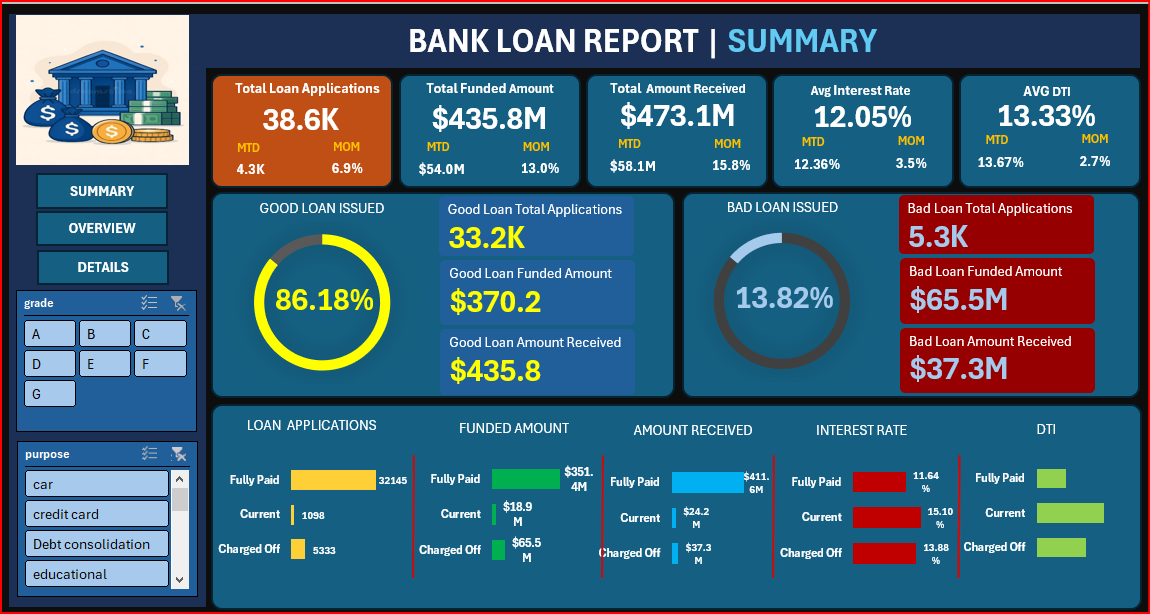 BANK LOAN REPORT | SUMMARY
Total Loan Applications
38.6K
MTD MOM
4.3K 6.9%
Total Funded Amount
$435.8M
MTD MOM
$54.0M 13.0%
Total Amount Received
$473.1M
MTD MOM
$58.1M 15.8%
Avg Interest Rate
12.05%
MTD MOM
12.36% 3.5%
AVG DTI
13.33%
MTD MOM
13.67% 2.7%
$
$
$
$
SUMMARY
OVERVIEW
DETAILS
grade
A B C
D E F
G
purpose
car
credit card
Debt consolidation
educational
GOOD LOAN ISSUED
86.18%
Good Loan Total Applications
33.2K
Good Loan Funded Amount
$370.2
Good Loan Amount Received
$435.8
BAD LOAN ISSUED
13.82%
Bad Loan Total Applications
5.3K
Bad Loan Funded Amount
$65.5M
Bad Loan Amount Received
$37.3M
LOAN APPLICATIONS
Fully Paid 32145
Current 1098
Charged Off 5333
FUNDED AMOUNT
Fully Paid $351.
4M
Current $18.9
M
Charged Off $65.5
M
AMOUNT RECEIVED
Fully Paid $411.
6M
Current $24.2
M
Charged Off $37.3
M
INTEREST RATE
Fully Paid 11.64
%
Current 15.10
%
Charged Off 13.88
%
DTI
Fully Paid
Current
Charged Off